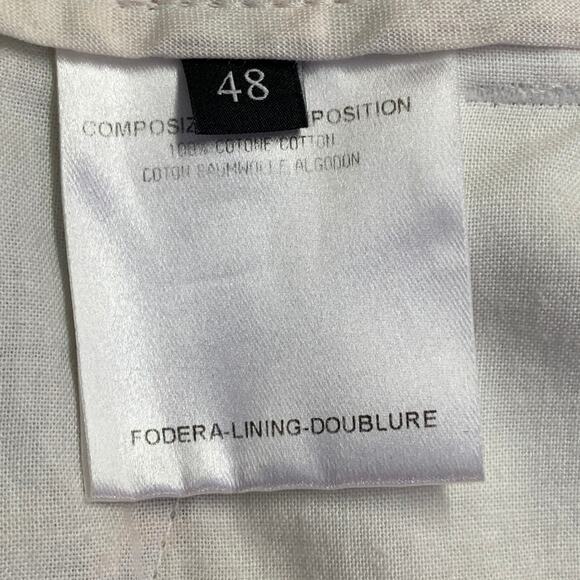 48
COMPOSIZ POSITION
100% COTONE COTTON
COTON BAUMWOLLE ALGODON
FODERA-LINING-DOUBLURE